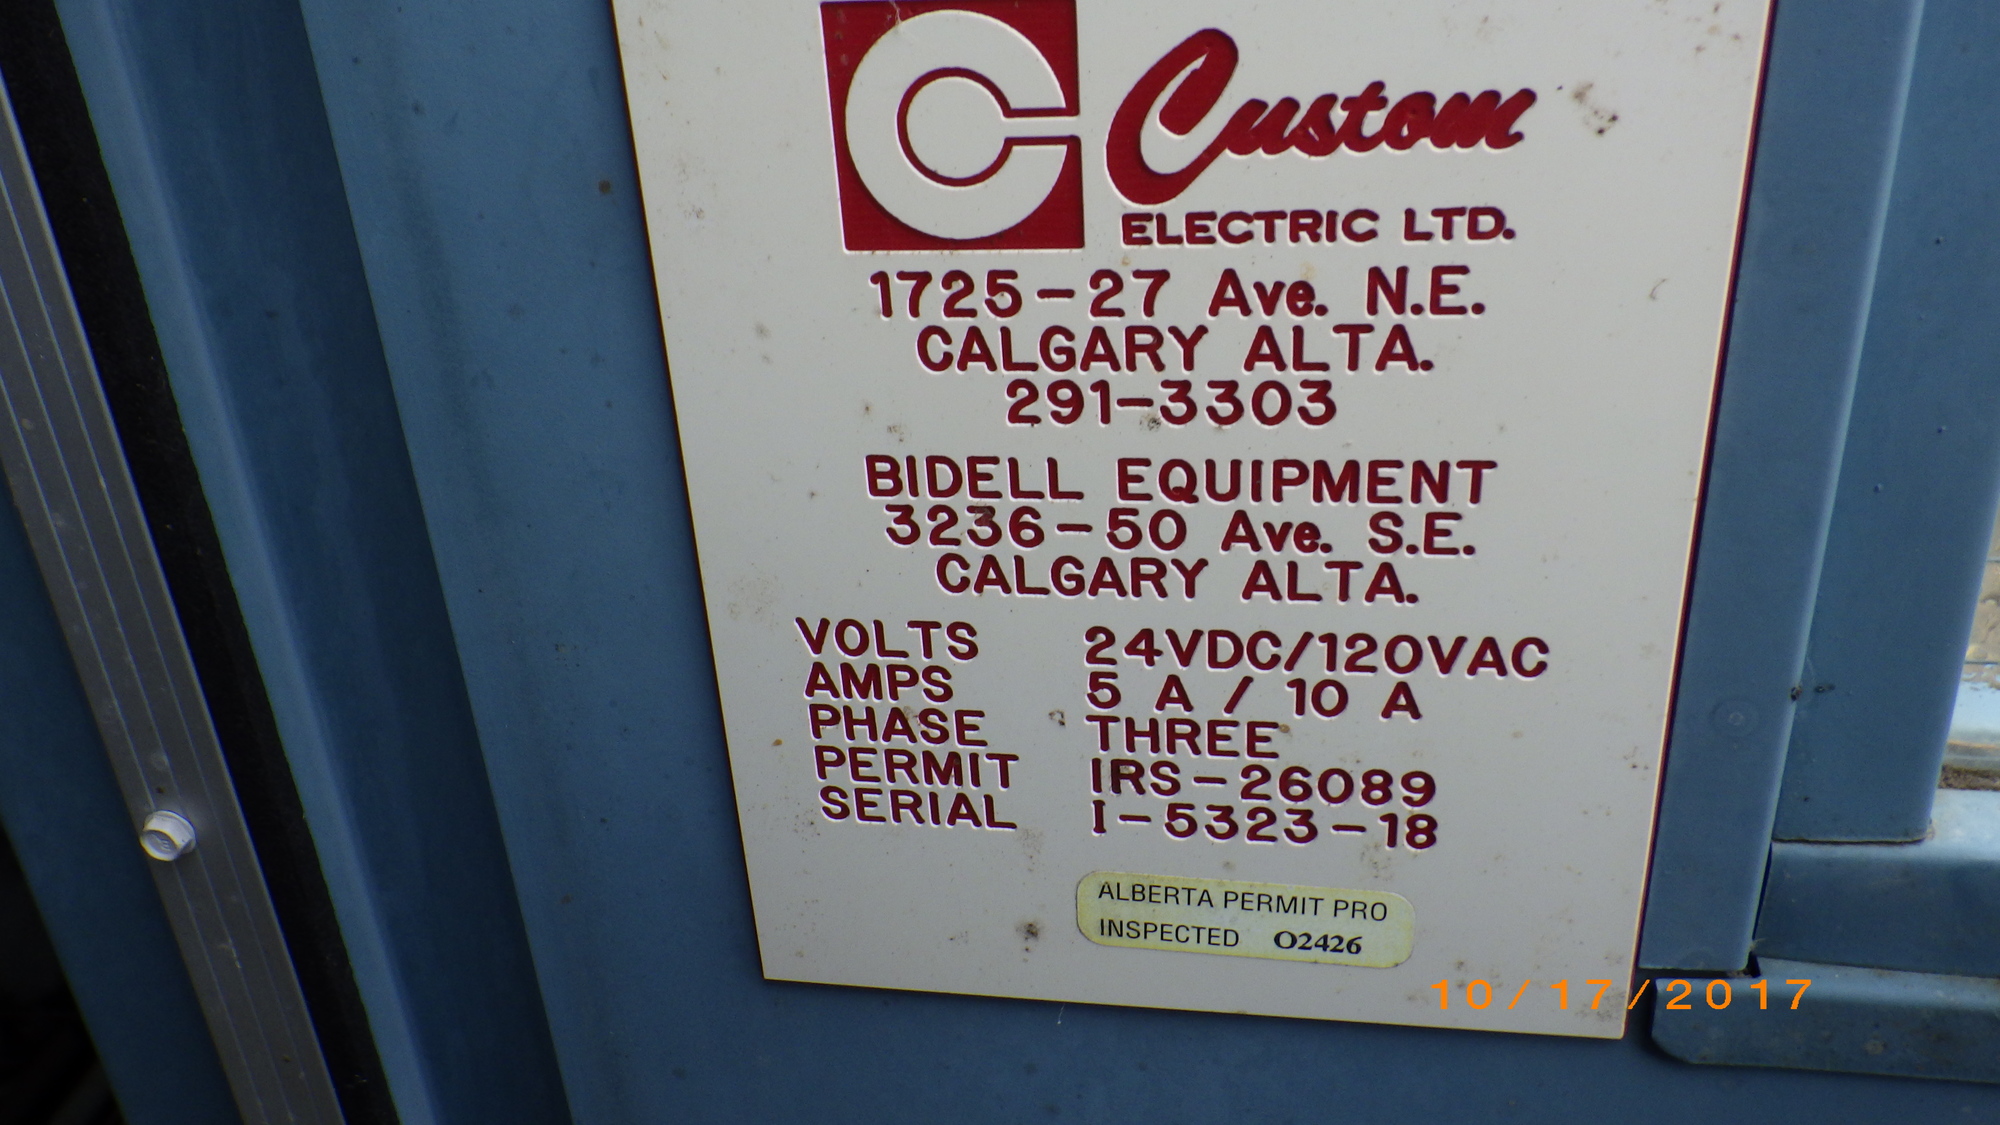 C Custom
ELECTRIC LTD.
1725-27 Ave. N.E.
CALGARY ALTA.
291-3303
BIDELL EQUIPMENT
3236-50 Ave. S.E.
CALGARY ALTA.
VOLTS 24VDC/120VAC
AMPS 5 A / 10 A
PHASE THREE
PERMIT IRS-26089
SERIAL I-5323-18
ALBERTA PERMIT PRO
INSPECTED O2426
10/17/2017